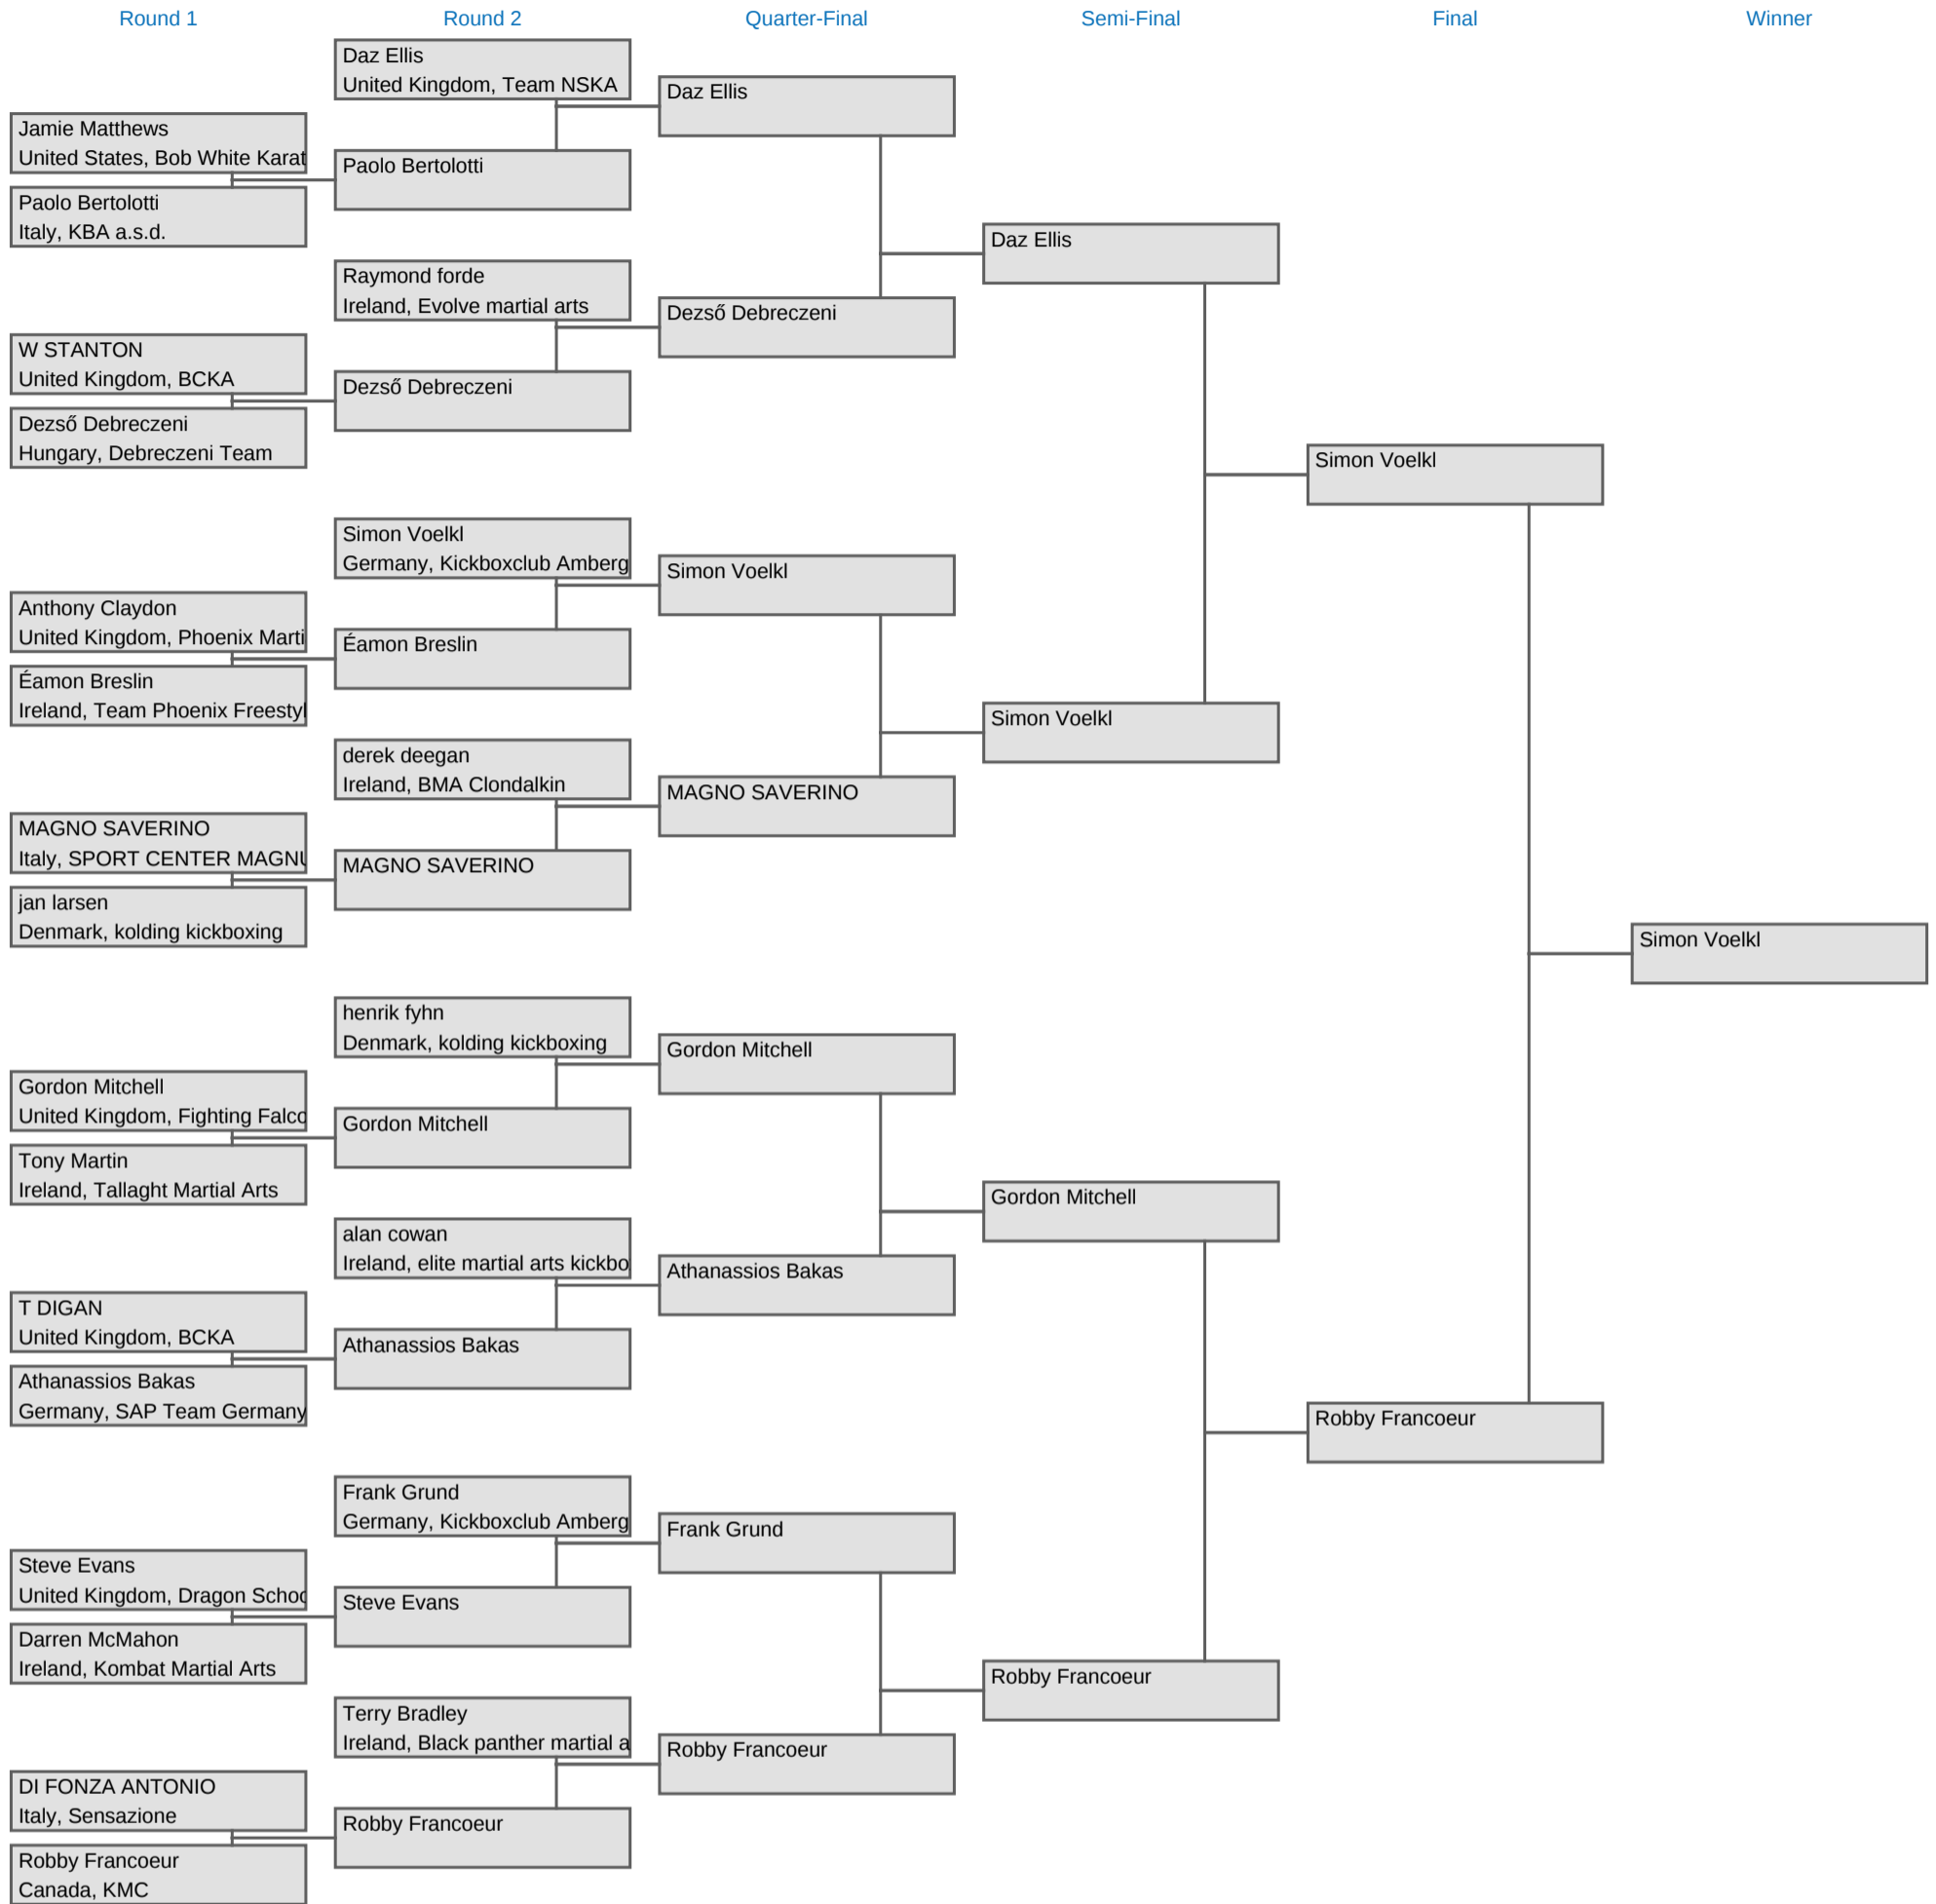 Round 1
Round 2
Quarter-Final
Semi-Final
Final
Winner
Jamie Matthews
United States, Bob White Karat
Paolo Bertolotti
Italy, KBA a.s.d.
W STANTON
United Kingdom, BCKA
Dezső Debreczeni
Hungary, Debreczeni Team
Anthony Claydon
United Kingdom, Phoenix Marti
Éamon Breslin
Ireland, Team Phoenix Freestyl
MAGNO SAVERINO
Italy, SPORT CENTER MAGNU
jan larsen
Denmark, kolding kickboxing
Gordon Mitchell
United Kingdom, Fighting Falco
Tony Martin
Ireland, Tallaght Martial Arts
T DIGAN
United Kingdom, BCKA
Athanassios Bakas
Germany, SAP Team Germany
Steve Evans
United Kingdom, Dragon Schoo
Darren McMahon
Ireland, Kombat Martial Arts
DI FONZA ANTONIO
Italy, Sensazione
Robby Francoeur
Canada, KMC
Daz Ellis
United Kingdom, Team NSKA
Paolo Bertolotti
Raymond forde
Ireland, Evolve martial arts
Dezső Debreczeni
Simon Voelkl
Germany, Kickboxclub Amberg
Éamon Breslin
derek deegan
Ireland, BMA Clondalkin
MAGNO SAVERINO
henrik fyhn
Denmark, kolding kickboxing
Gordon Mitchell
alan cowan
Ireland, elite martial arts kickbo
Athanassios Bakas
Frank Grund
Germany, Kickboxclub Amberg
Steve Evans
Terry Bradley
Ireland, Black panther martial a
Robby Francoeur
Daz Ellis
Dezső Debreczeni
Simon Voelkl
MAGNO SAVERINO
Gordon Mitchell
Athanassios Bakas
Frank Grund
Robby Francoeur
Daz Ellis
Simon Voelkl
Gordon Mitchell
Robby Francoeur
Simon Voelkl
Robby Francoeur
Simon Voelkl